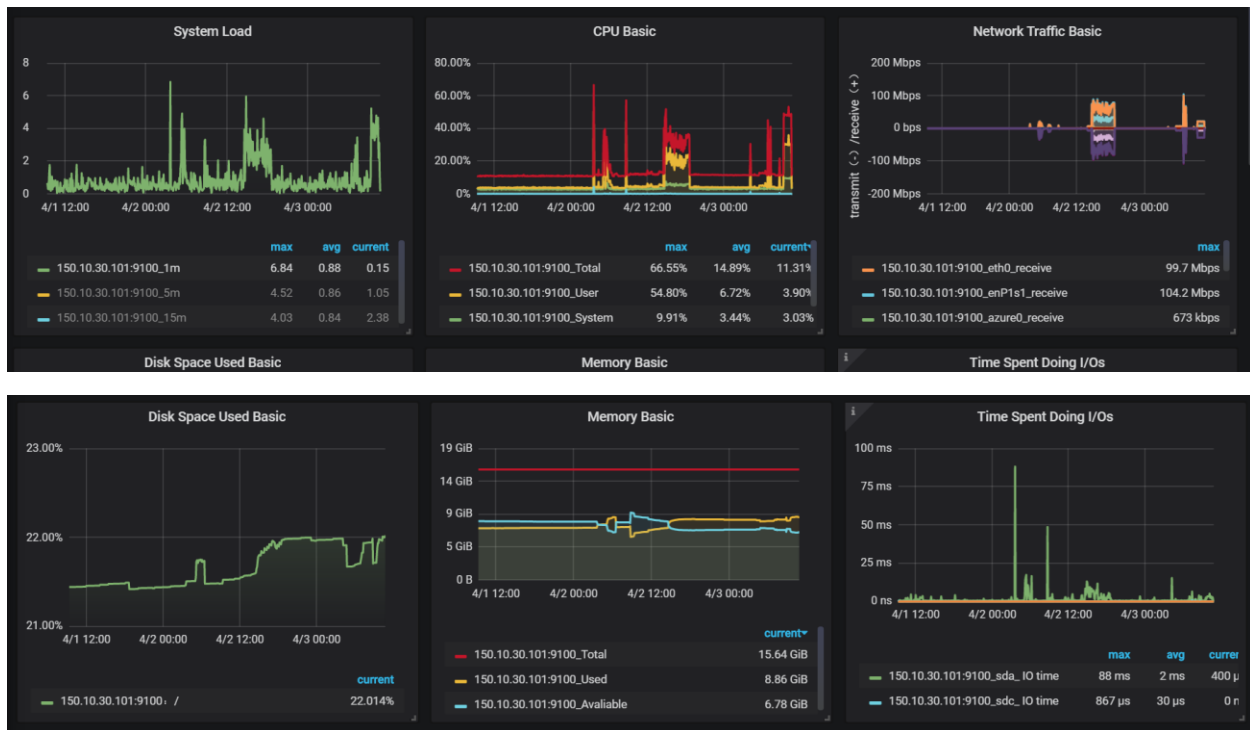 System Load
8
6
4
2
0
4/1 12:00 4/2 00:00 4/2 12:00 4/3 00:00
max avg current
150.10.30.101:9100_1m 6.84 0.88 0.15
150.10.30.101:9100_5m 4.52 0.86 1.05
150.10.30.101:9100_15m 4.03 0.84 2.38
CPU Basic
80.00%
60.00%
40.00%
20.00%
0%
4/1 12:00 4/2 00:00 4/2 12:00 4/3 00:00
max avg current
150.10.30.101:9100_Total 66.55% 14.89% 11.31%
150.10.30.101:9100_User 54.80% 6.72% 3.90%
150.10.30.101:9100_System 9.91% 3.44% 3.03%
Network Traffic Basic
transmit (-) /receive (+)
200 Mbps
100 Mbps
0 bps
-100 Mbps
-200 Mbps
4/1 12:00 4/2 00:00 4/2 12:00 4/3 00:00
max
150.10.30.101:9100_eth0_receive 99.7 Mbps
150.10.30.101:9100_enP1s1_receive 104.2 Mbps
150.10.30.101:9100_azure0_receive 673 kbps
Disk Space Used Basic
Memory Basic
i
Time Spent Doing I/Os
Disk Space Used Basic
23.00%
22.00%
21.00%
4/1 12:00 4/2 00:00 4/2 12:00 4/3 00:00
current
150.10.30.101:9100: / 22.014%
Memory Basic
19 GiB
14 GiB
9 GiB
5 GiB
0 B
4/1 12:00 4/2 00:00 4/2 12:00 4/3 00:00
current
150.10.30.101:9100_Total 15.64 GiB
150.10.30.101:9100_Used 8.86 GiB
150.10.30.101:9100_Avaliable 6.78 GiB
i
Time Spent Doing I/Os
100 ms
75 ms
50 ms
25 ms
0 ms
4/1 12:00 4/2 00:00 4/2 12:00 4/3 00:00
max avg
150.10.30.101:9100_sda_ IO time 88 ms 2 ms 400
150.10.30.101:9100_sdc_ IO time 867 µs 30 µs 0